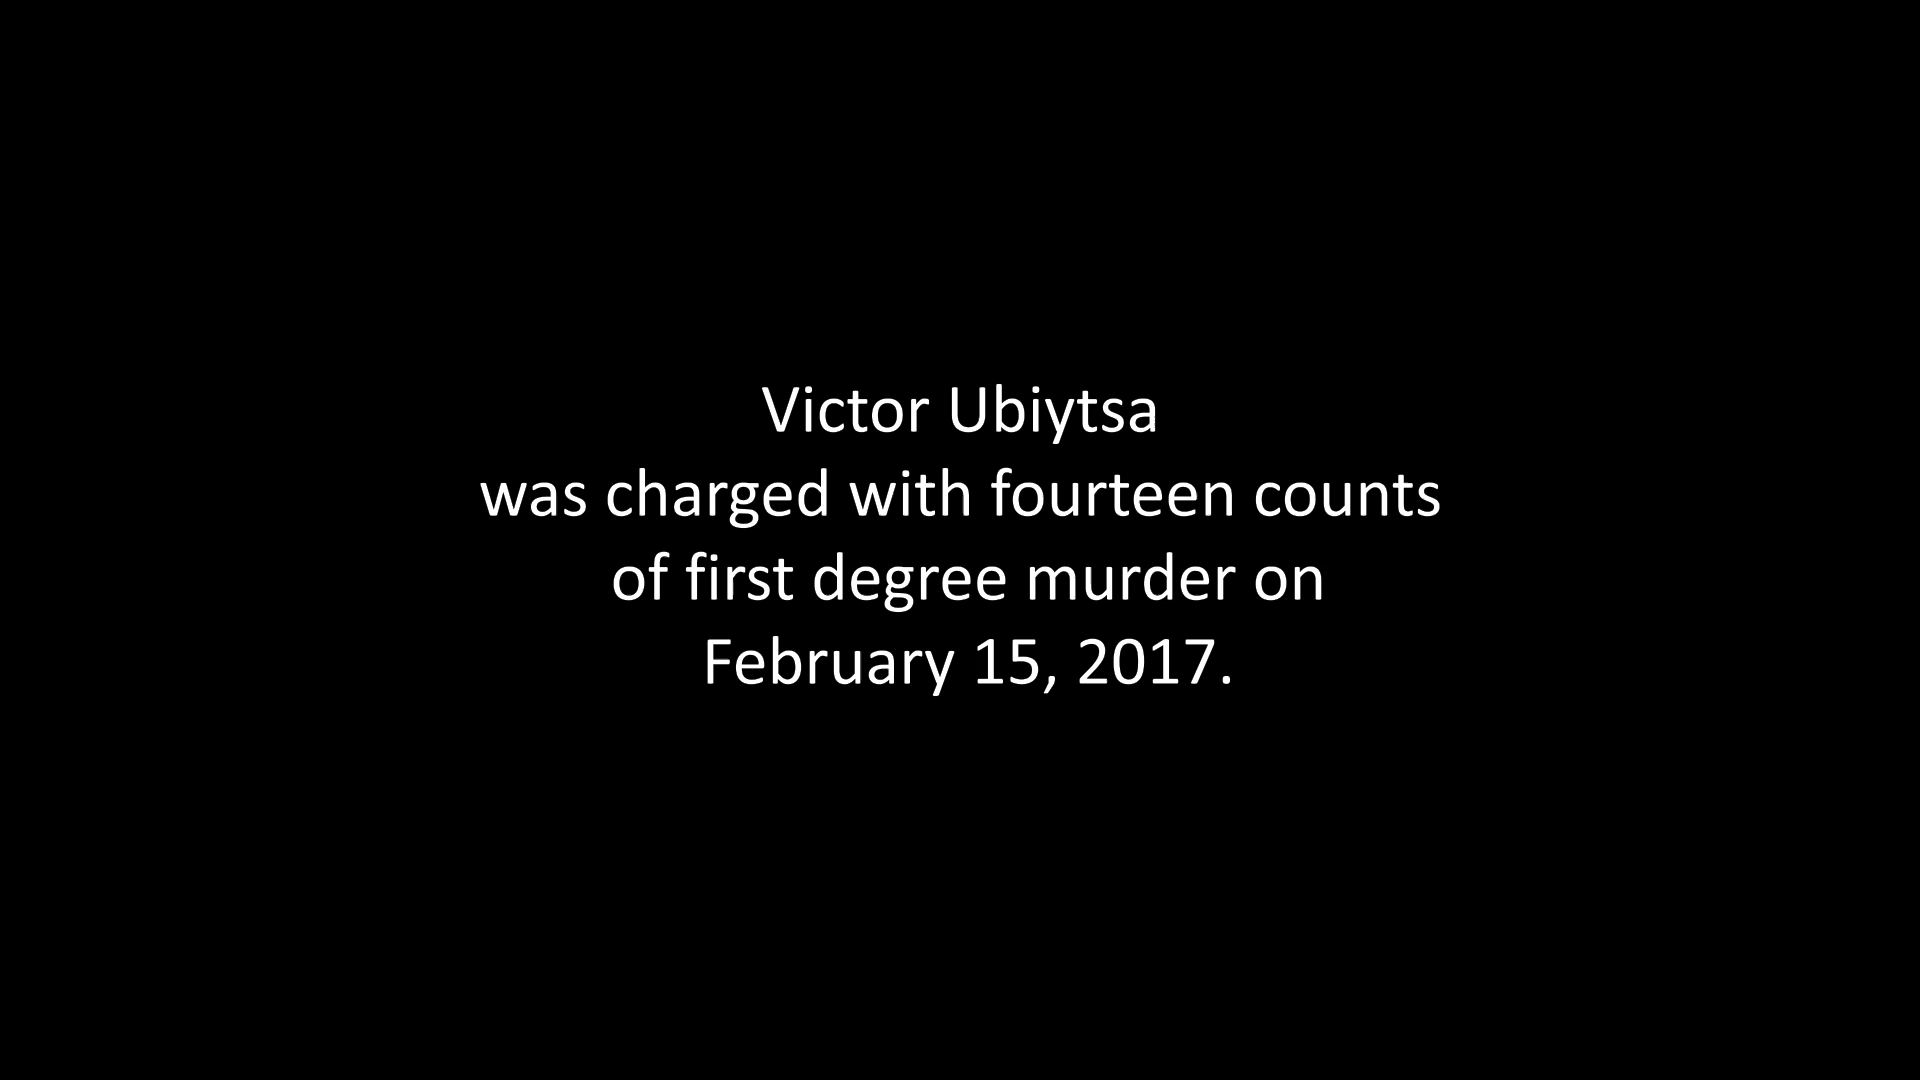 Victor Ubiytsa
was charged with fourteen counts
of first degree murder on
February 15, 2017.